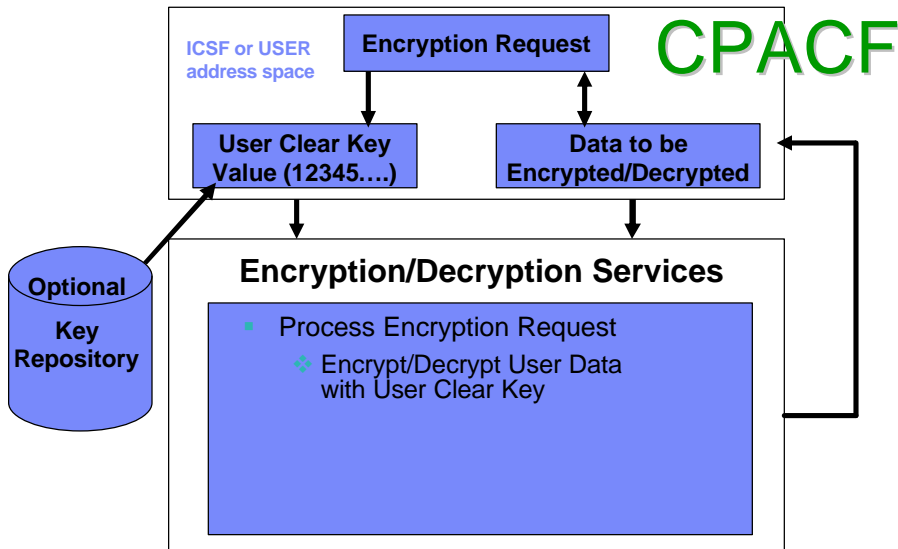 ICSF or USER
address space
Encryption Request
CPACF
User Clear Key
Value (12345....)
Data to be
Encrypted/Decrypted
Optional
Key
Repository
Encryption/Decryption Services
Process Encryption Request
Encrypt/Decrypt User Data
with User Clear Key